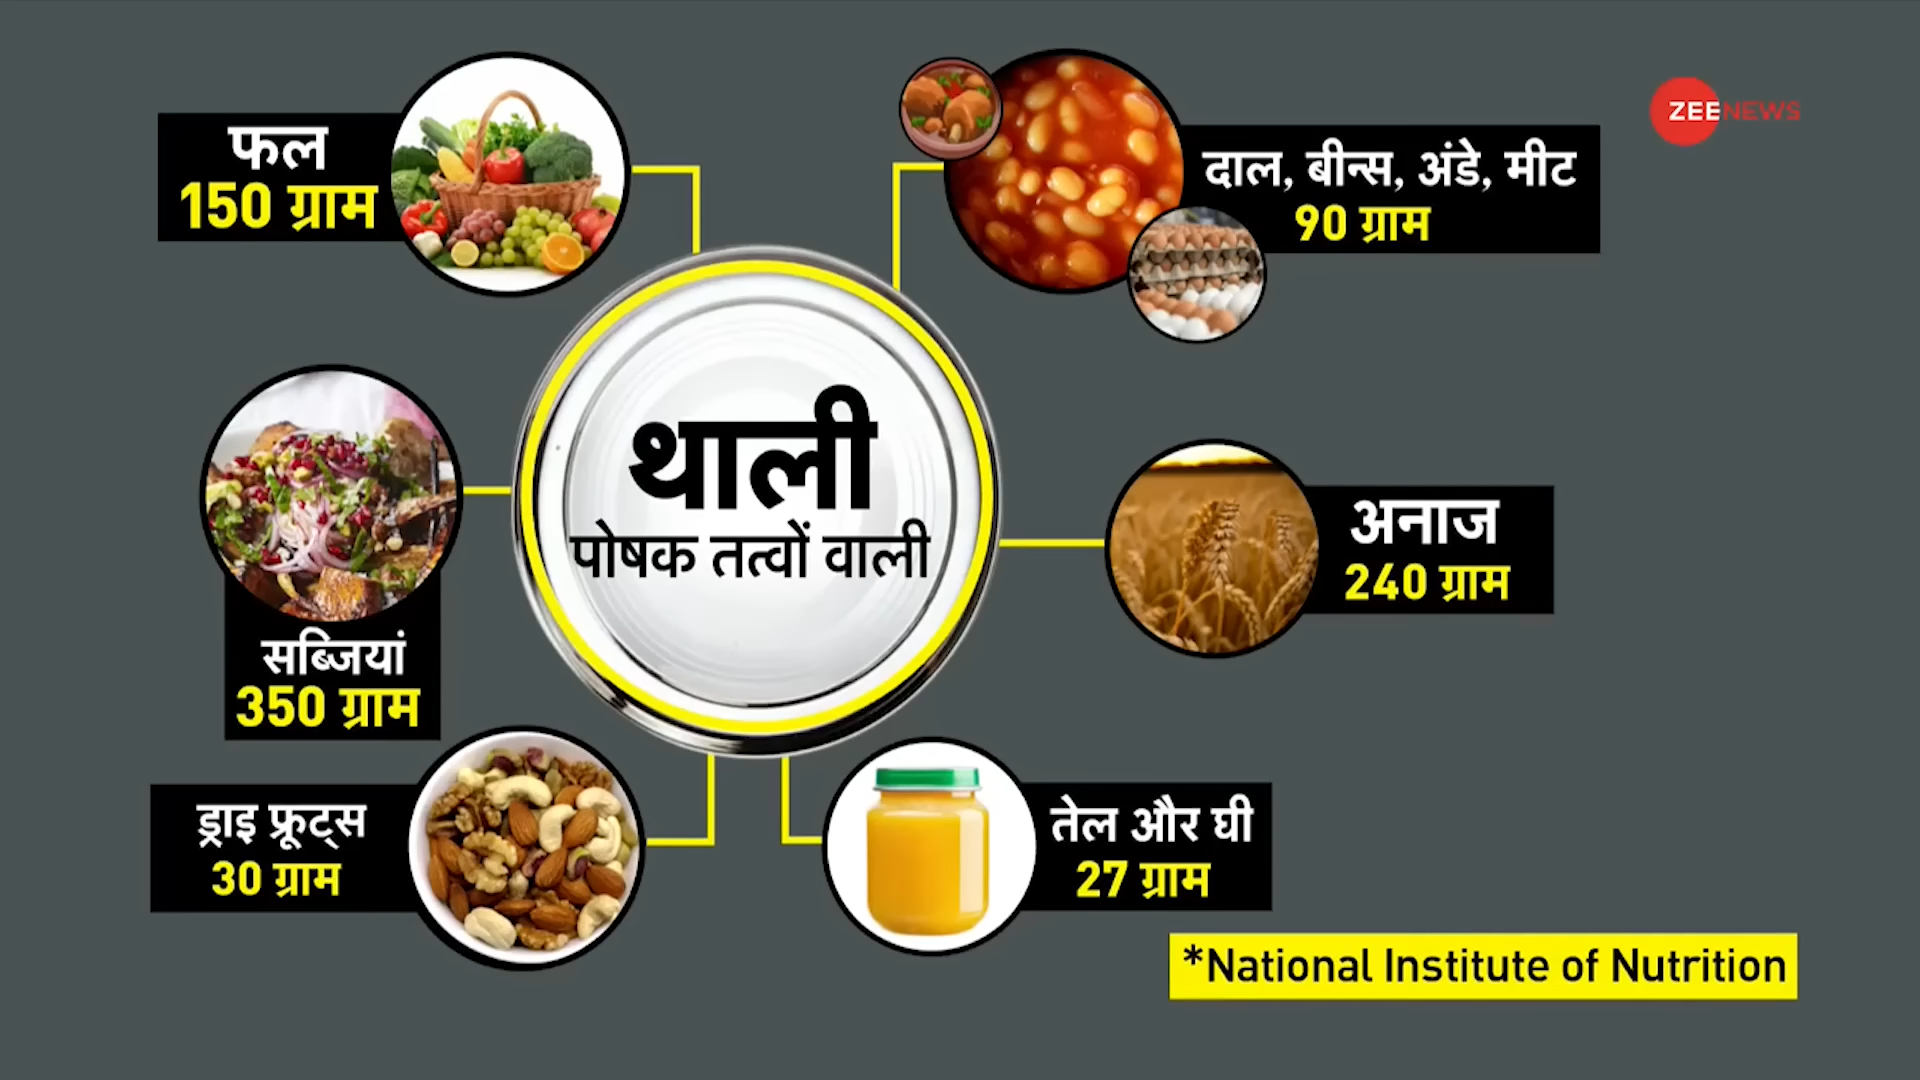 फल
150 ग्राम
दाल, बीन्स, अंडे, मीट
90 ग्राम
ZEENEWS
थाली
पोषक तत्वों वाली
अनाज
240 ग्राम
सब्जियां
350 ग्राम
ड्राइ फ्रूट्स
30 ग्राम
तेल और घी
27 ग्राम
*National Institute of Nutrition